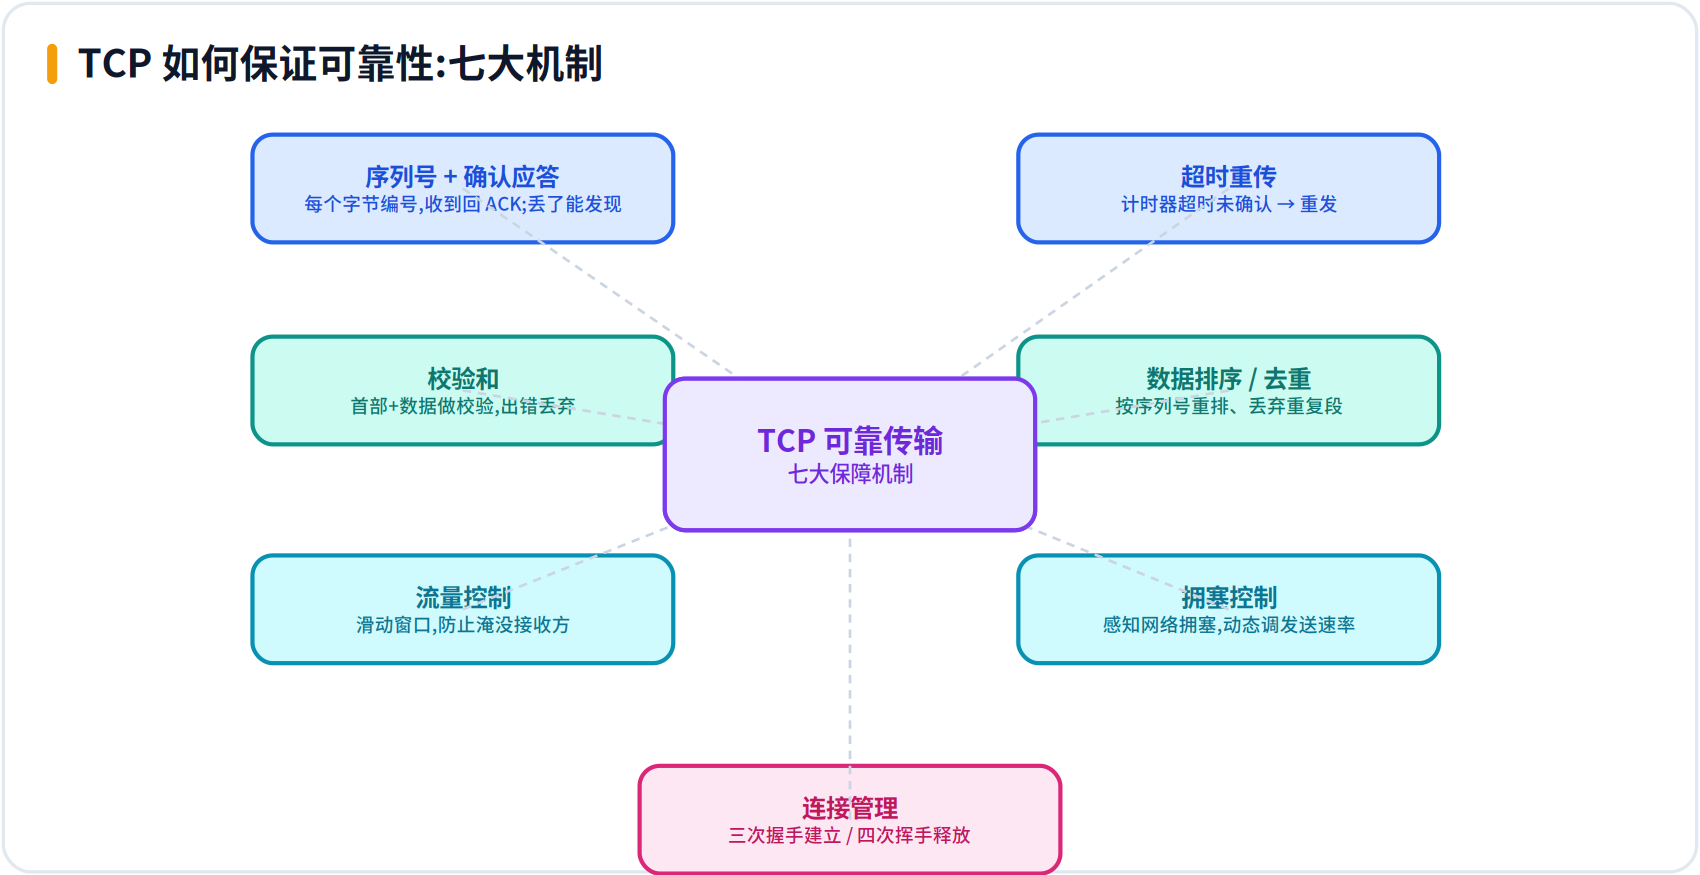 TCP 如何保证可靠性:七大机制
序列号 + 确认应答
每个字节编号,收到回 ACK;丢了能发现
超时重传
计时器超时未确认 → 重发
校验和
首部+数据做校验,出错丢弃
数据排序 / 去重
按序列号重排、丢弃重复段
TCP 可靠传输
七大保障机制
流量控制
滑动窗口,防止淹没接收方
拥塞控制
感知网络拥塞,动态调发送速率
连接管理
三次握手建立 / 四次挥手释放